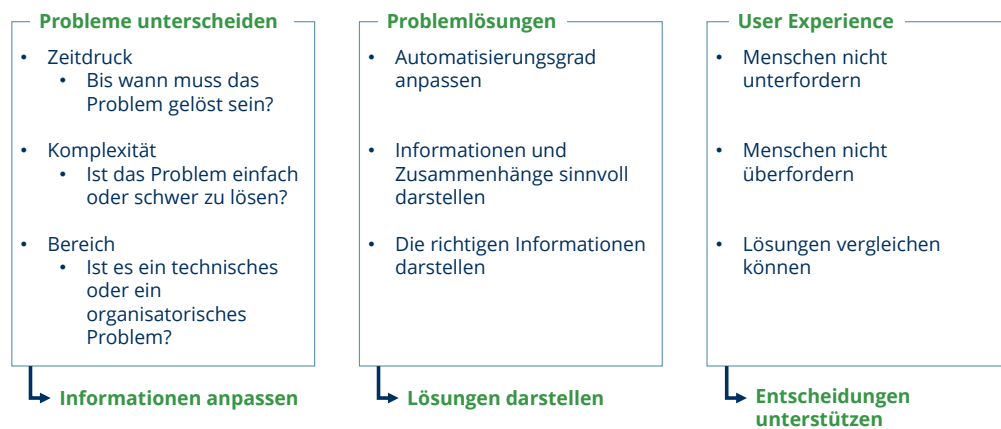 Probleme unterscheiden
• Zeitdruck
• Bis wann muss das
Problem gelöst sein?
• Komplexität
• Ist das Problem einfach
oder schwer zu lösen?
• Bereich
• Ist es ein technisches
oder ein
organisatorisches
Problem?
Informationen anpassen
Problemlösungen
• Automatisierungsgrad
anpassen
• Informationen und
Zusammenhänge sinnvoll
darstellen
• Die richtigen Informationen
darstellen
Lösungen darstellen
User Experience
• Menschen nicht
unterfordern
• Menschen nicht
überfordern
• Lösungen vergleichen
können
Entscheidungen
unterstützen